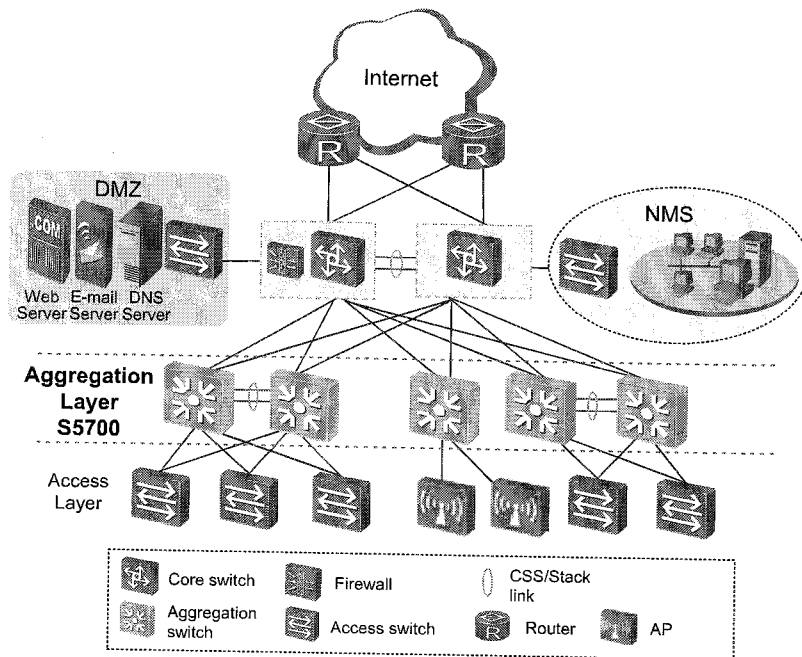 Internet
R
R
DMZ
COM
Web Server
E-mail Server
DNS Server
NMS
Aggregation
Layer
S5700
Access
Layer
Core switch
Firewall
CSS/Stack
link
Aggregation
switch
Access switch
R
Router
AP